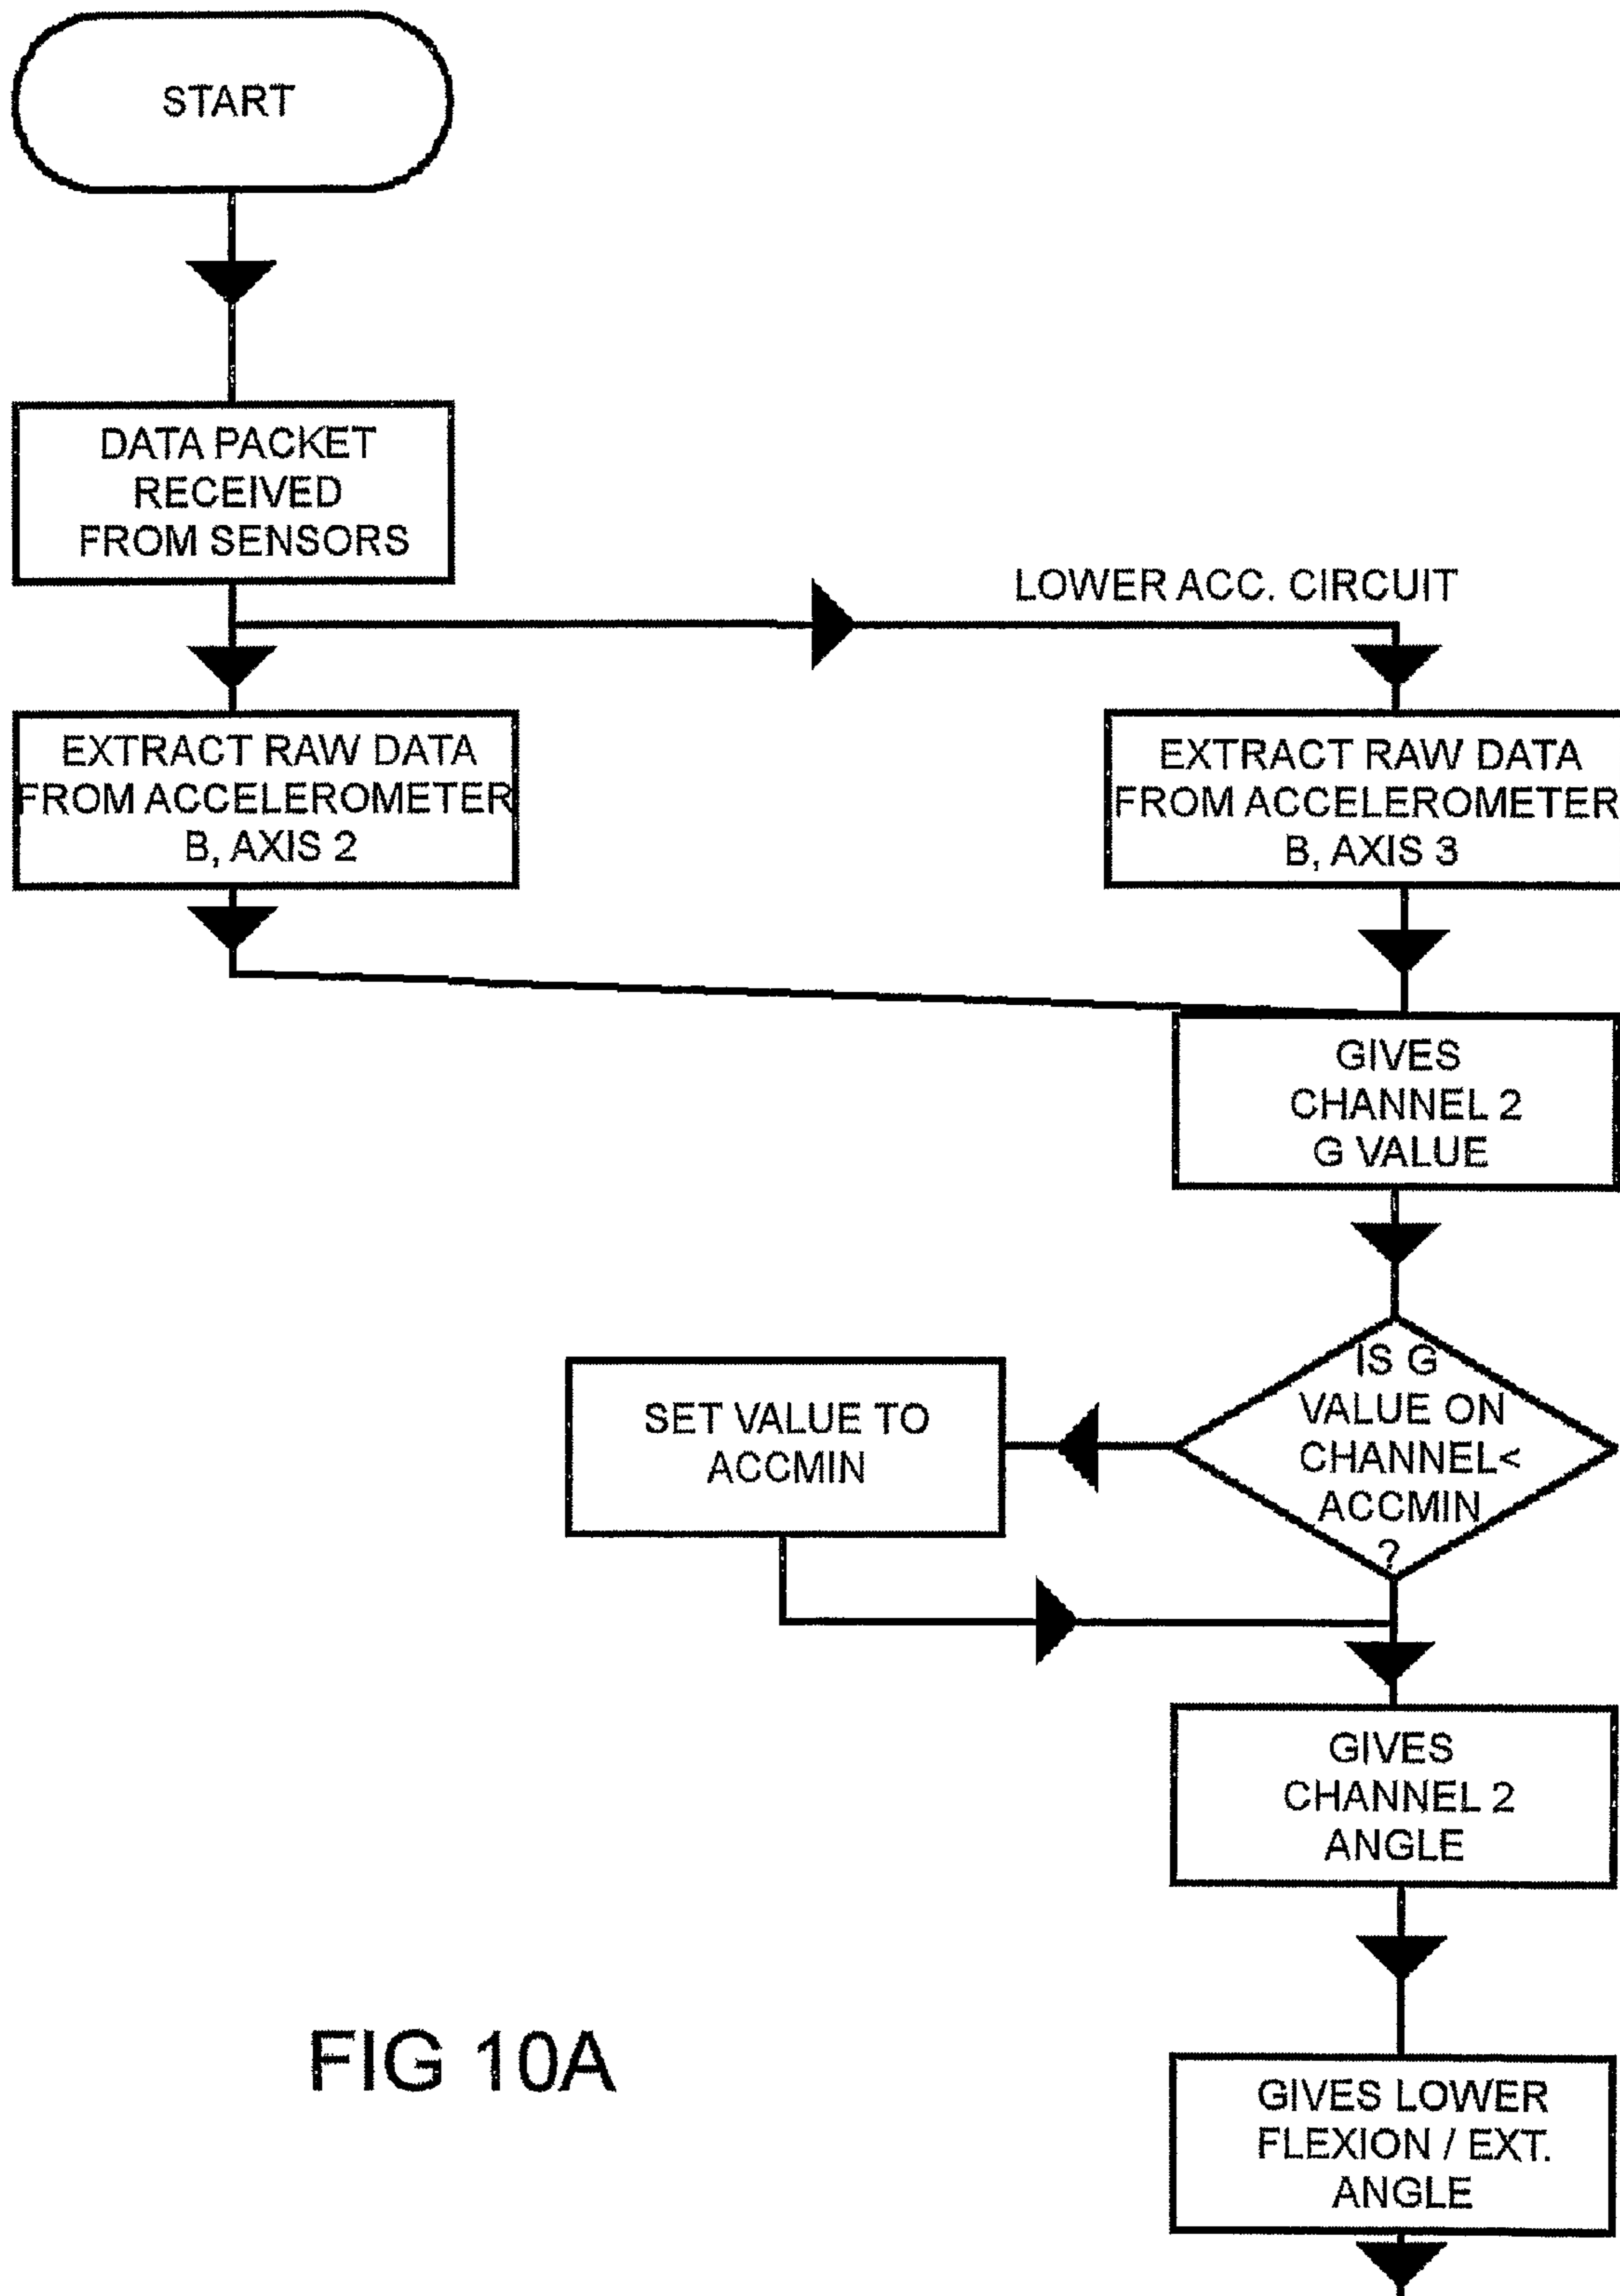 START
DATA PACKET
RECEIVED
FROM SENSORS
LOWER ACC. CIRCUIT
EXTRACT RAW DATA
FROM ACCELEROMETER
B, AXIS 2
EXTRACT RAW DATA
FROM ACCELEROMETER
B, AXIS 3
GIVES
CHANNEL 2
G VALUE
IS G
VALUE ON
CHANNEL<
ACCMIN
?
SET VALUE TO
ACCMIN
GIVES
CHANNEL 2
ANGLE
GIVES LOWER
FLEXION / EXT.
ANGLE
FIG 10A